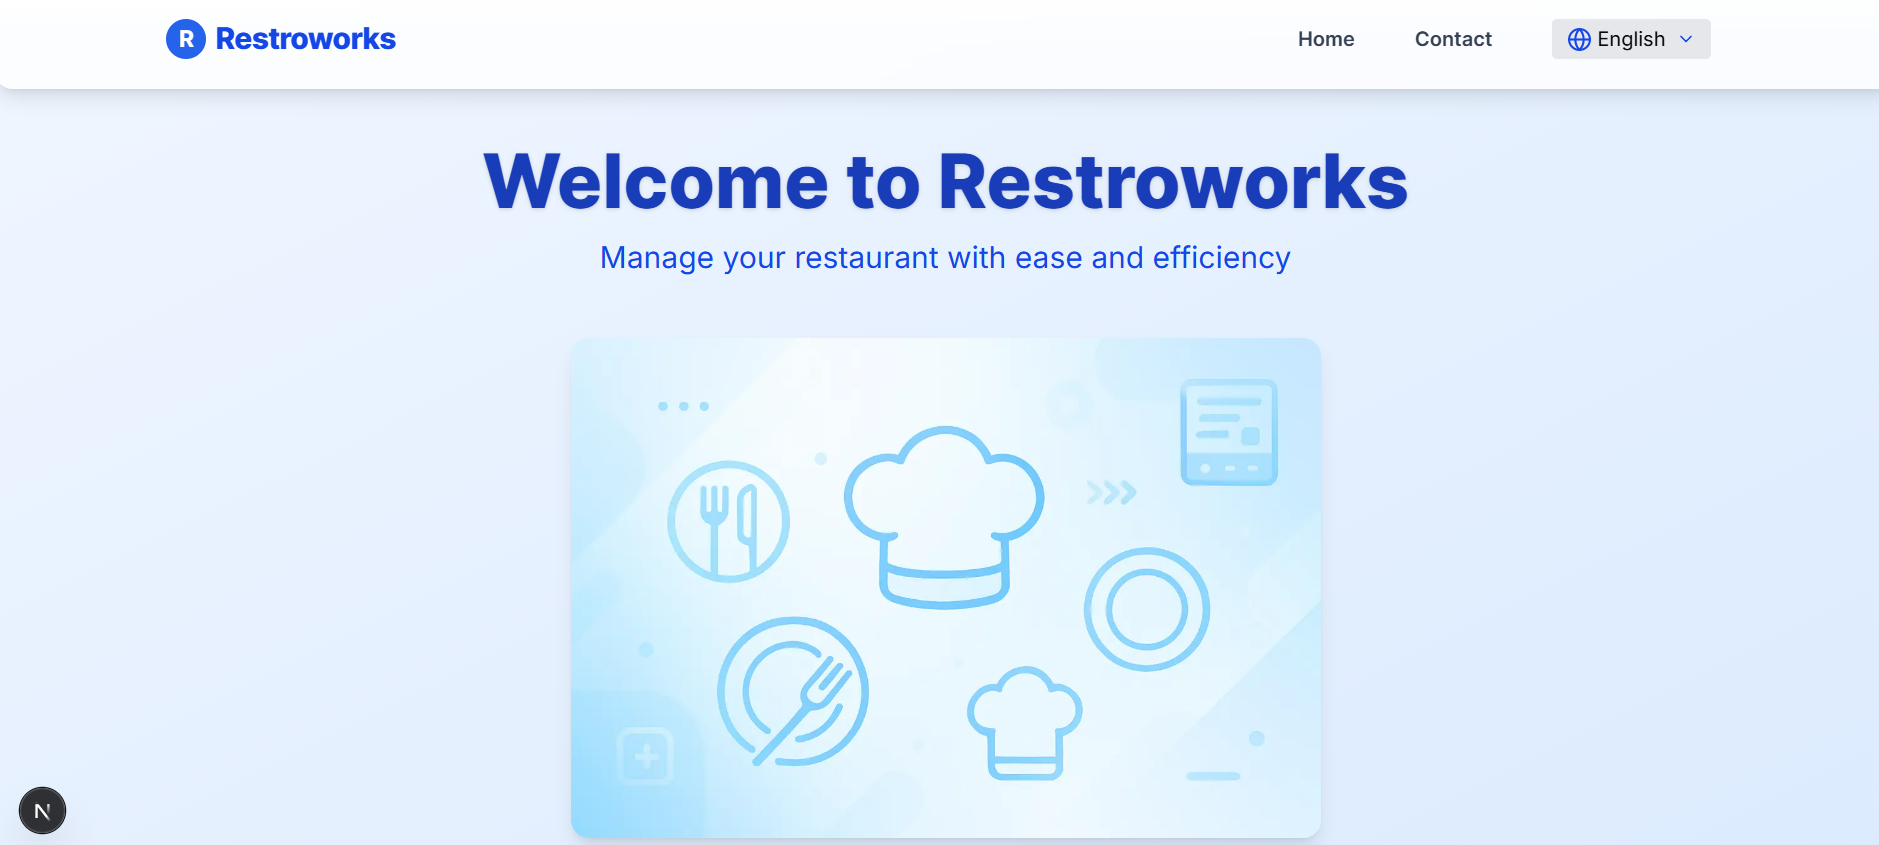 R Restroworks
Home
Contact
English
Welcome to Restroworks
Manage your restaurant with ease and efficiency
N